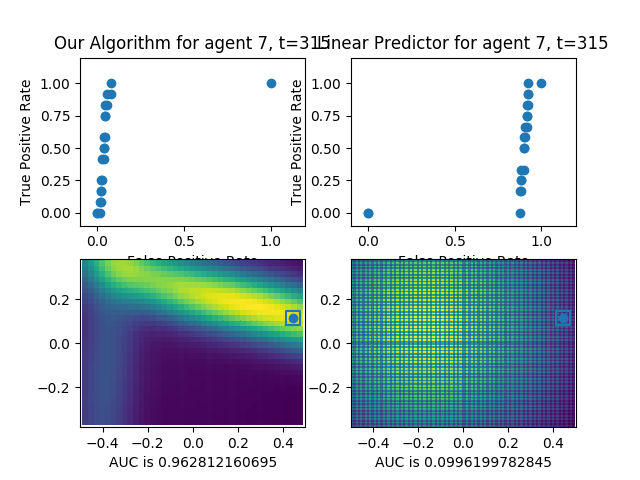 Our Algorithm for agent 7, t=315
Linear Predictor for agent 7, t=315
True Positive Rate
1.00
0.75
0.50
0.25
0.00
0.0 0.5 1.0
False Positive Rate
True Positive Rate
1.00
0.75
0.50
0.25
0.00
0.0 0.5 1.0
False Positive Rate
0.2
0.0
−0.2
−0.4 −0.2 0.0 0.2 0.4
AUC is 0.962812160695
0.2
0.0
−0.2
−0.4 −0.2 0.0 0.2 0.4
AUC is 0.0996199782845